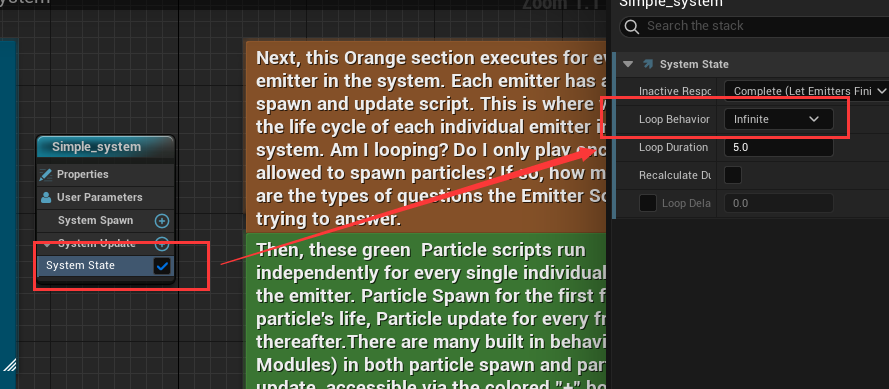 system
Zoom 1:1
Simple_system
Search the stack
System State
Inactive Respo
Complete (Let Emitters Fini
Loop Behavior
Infinite
Loop Duration
5.0
Recalculate Du
Loop Dela
0.0
Simple_system
Properties
User Parameters
System Spawn
System Update
System State
Next, this Orange section executes for ev
emitter in the system. Each emitter has a
spawn and update script. This is where
the life cycle of each individual emitter i
system. Am I looping? Do I only play once
allowed to spawn particles? If so, how m
are the types of questions the Emitter Sc
trying to answer.
Then, these green Particle scripts run
independently for every single individual
the emitter. Particle Spawn for the first f
particle's life, Particle update for every fr
thereafter.There are many built in behavi
Modules) in both particle spawn and par
update, accessible via the colored "+" bo